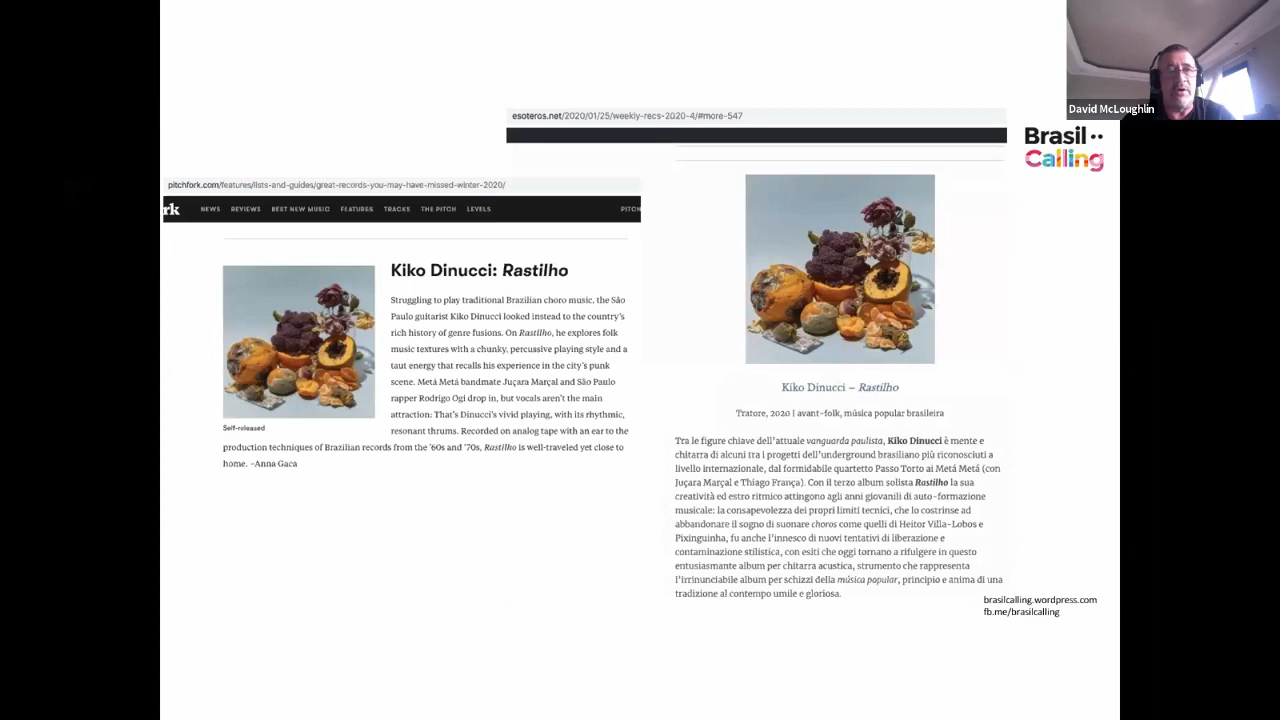 David McLoughlin
Brasil
Calling
esoteros.net/2020/01/25/weekly-recs-2020-4/#more-547
pitchfork.com/features/lists-and-guides/great-records-you-may-have-missed-winter-2020/
rk NEWS REVIEWS BEST NEW MUSIC FEATURES TRACKS THE PITCH LEVELS PITCH
Kiko Dinucci: Rastilho
Struggling to play traditional Brazilian choro music, the São
Paulo guitarist Kiko Dinucci looked instead to the country's
rich history of genre fusions. On Rastilho, he explores folk
music textures with a chunky, percussive playing style and a
taut energy that recalls his experience in the city's punk
scene. Metá Metá bandmate Juçara Marçal and São Paulo
rapper Rodrigo Ogi drop in, but vocals aren't the main
attraction: That's Dinucci's vivid playing, with its rhythmic,
resonant thrums. Recorded on analog tape with an ear to the
Self-released
production techniques of Brazilian records from the '60s and '70s, Rastilho is well-traveled yet close to
home. –Anna Gaca
Kiko Dinucci – Rastilho
Tratore, 2020 | avant-folk, música popular brasileira
Tra le figure chiave dell'attuale vanguarda paulista, Kiko Dinucci è mente e
chitarra di alcuni tra i progetti dell'underground brasiliano più riconosciuti a
livello internazionale, dal formidabile quartetto Passo Torto ai Metá Metá (con
Juçara Marçal e Thiago França). Con il terzo album solista Rastilho la sua
creatività ed estro ritmico attingono agli anni giovanili di auto-formazione
musicale: la consapevolezza dei propri limiti tecnici, che lo costrinse ad
abbandonare il sogno di suonare choros come quelli di Heitor Villa-Lobos e
Pixinguinha, fu anche l'innesco di nuovi tentativi di liberazione e
contaminazione stilistica, con esiti che oggi tornano a rifulgere in questo
entusiasmante album per chitarra acustica, strumento che rappresenta
l'irrinunciabile album per schizzi della música popular, principio e anima di una
tradizione al contempo umile e gloriosa.
brasilcalling.wordpress.com
fb.me/brasilcalling